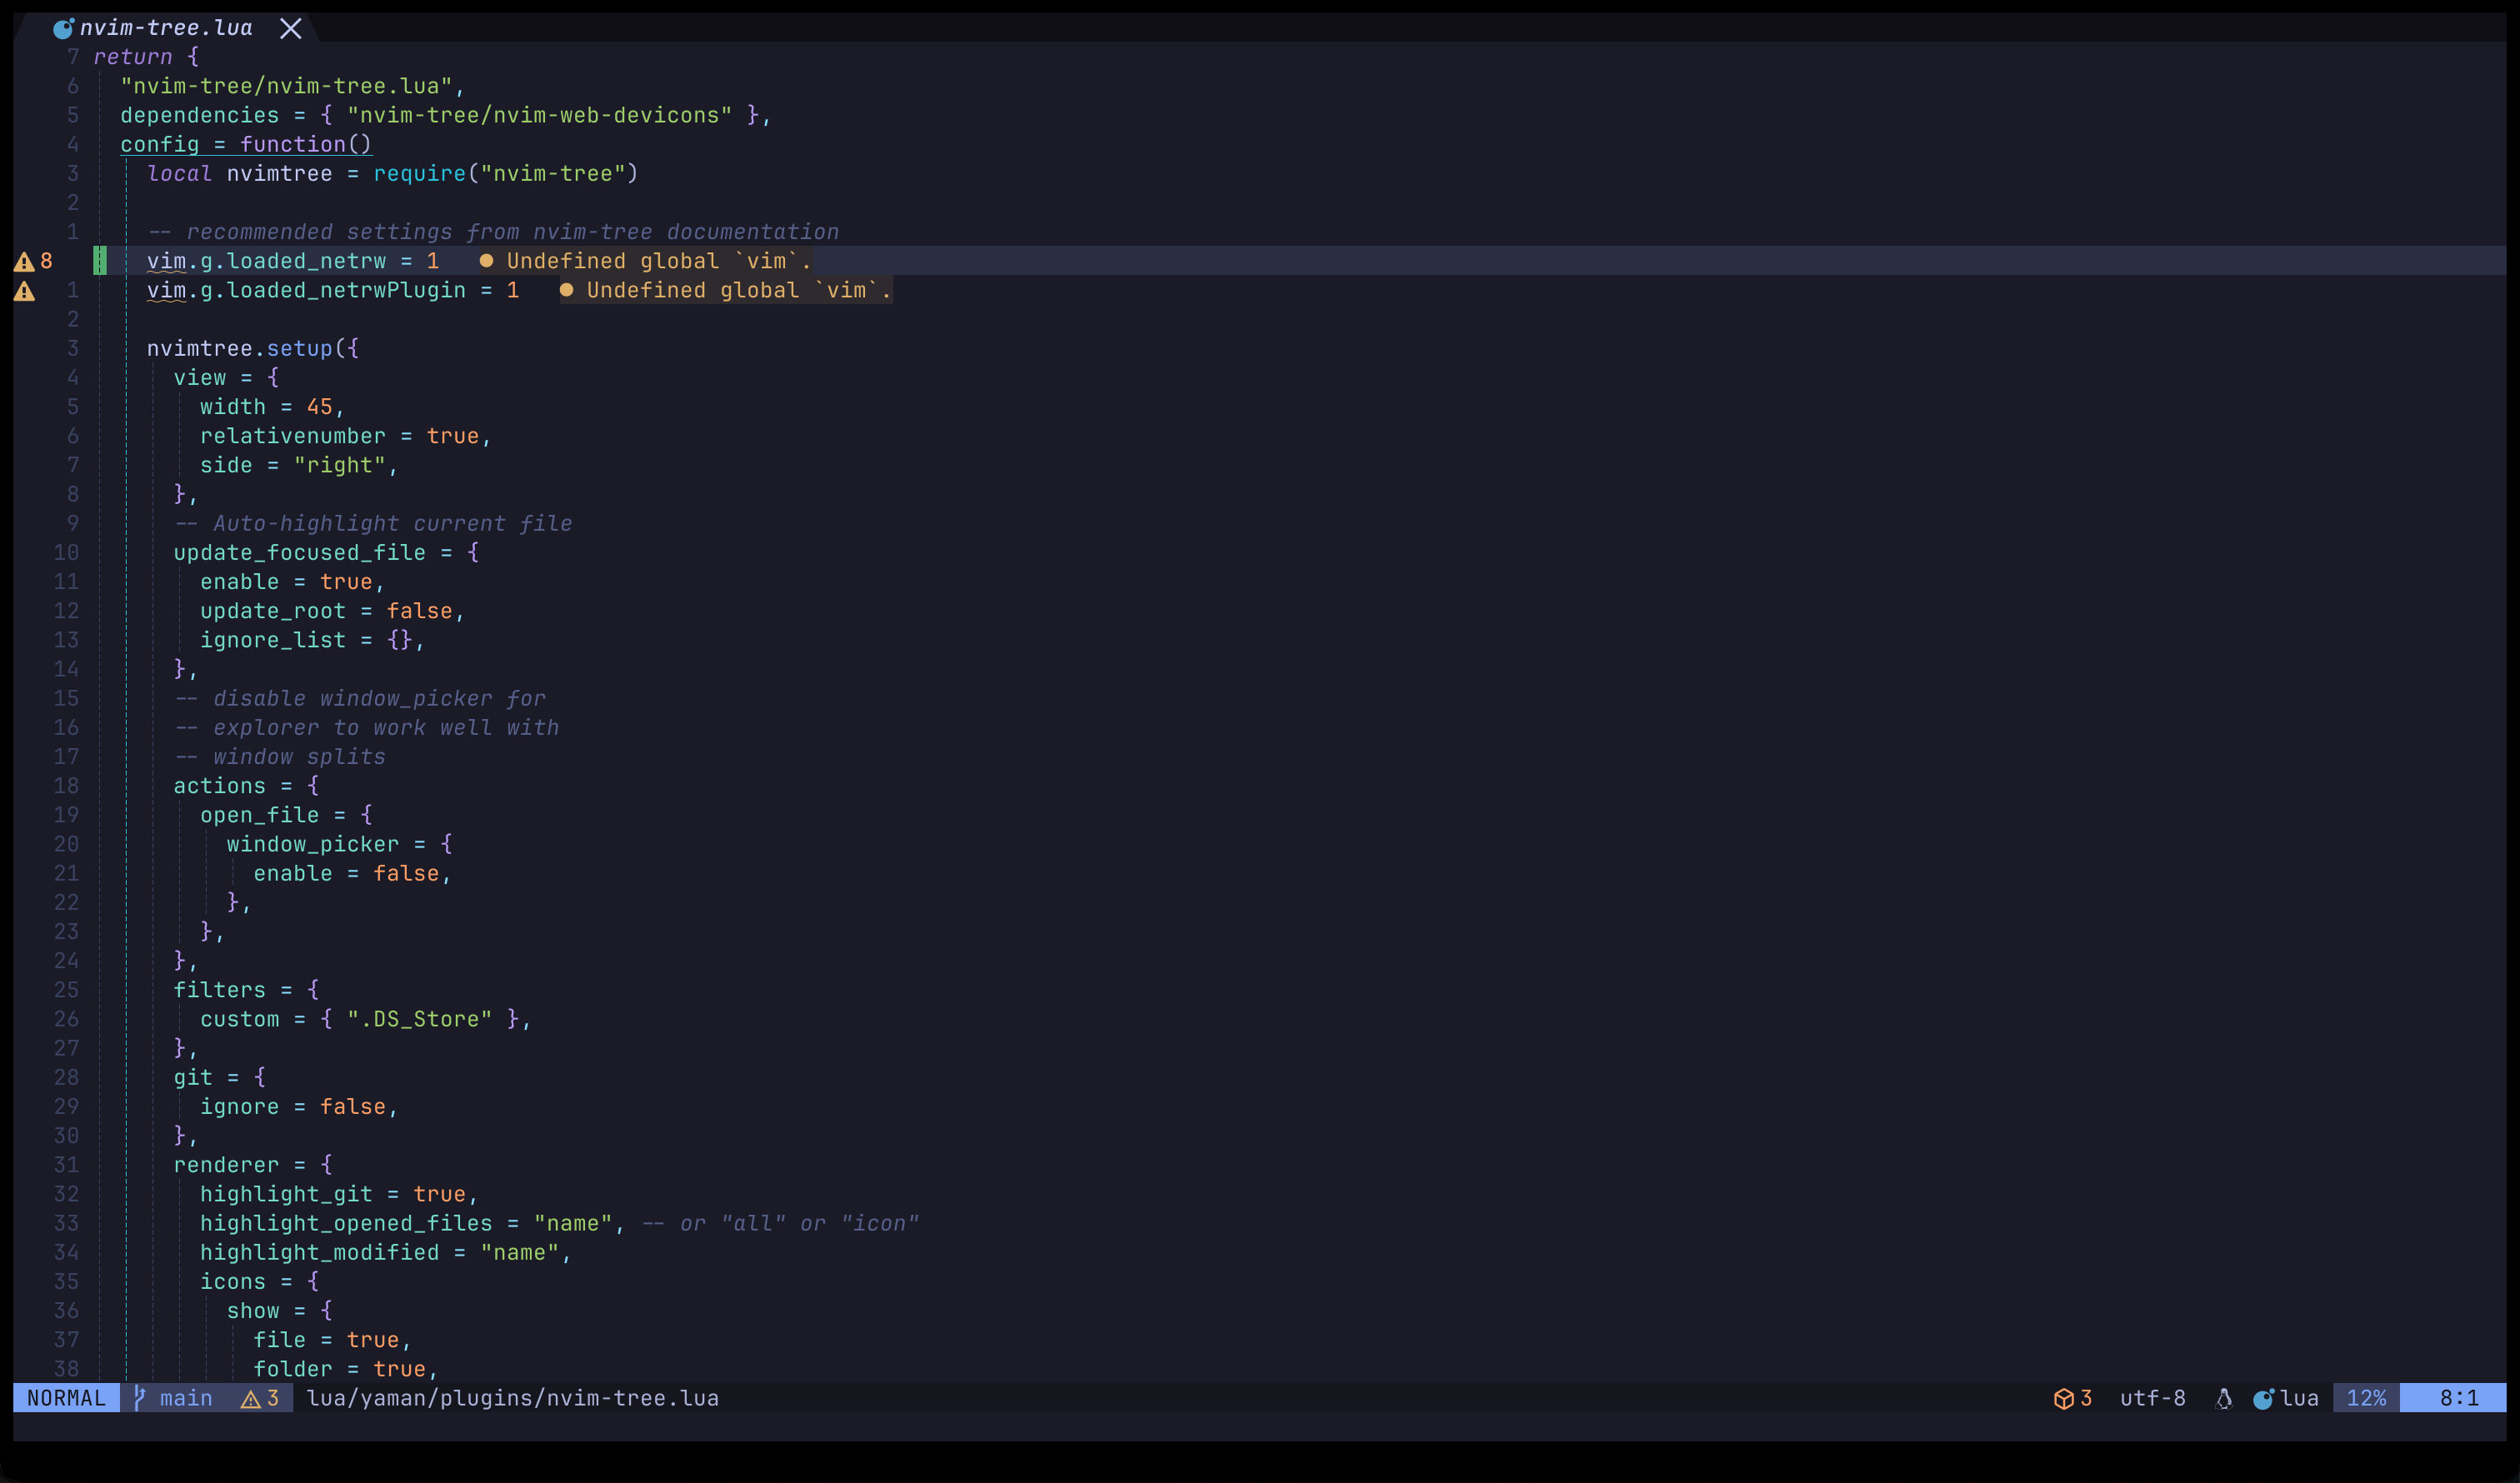 nvim-tree.lua
7 return {
6   "nvim-tree/nvim-tree.lua",
5   dependencies = { "nvim-tree/nvim-web-devicons" },
4   config = function()
3     local nvimtree = require("nvim-tree")
2
1     -- recommended settings from nvim-tree documentation
8     vim.g.loaded_netrw = 1   ● Undefined global `vim`.
1     vim.g.loaded_netrwPlugin = 1   ● Undefined global `vim`.
2
3     nvimtree.setup({
4       view = {
5         width = 45,
6         relativenumber = true,
7         side = "right",
8       },
9       -- Auto-highlight current file
10       update_focused_file = {
11         enable = true,
12         update_root = false,
13         ignore_list = {},
14       },
15       -- disable window_picker for
16       -- explorer to work well with
17       -- window splits
18       actions = {
19         open_file = {
20           window_picker = {
21             enable = false,
22           },
23         },
24       },
25       filters = {
26         custom = { ".DS_Store" },
27       },
28       git = {
29         ignore = false,
30       },
31       renderer = {
32         highlight_git = true,
33         highlight_opened_files = "name", -- or "all" or "icon"
34         highlight_modified = "name",
35         icons = {
36           show = {
37             file = true,
38             folder = true,
NORMAL main 3 lua/yaman/plugins/nvim-tree.lua 3 utf-8 lua 12% 8:1